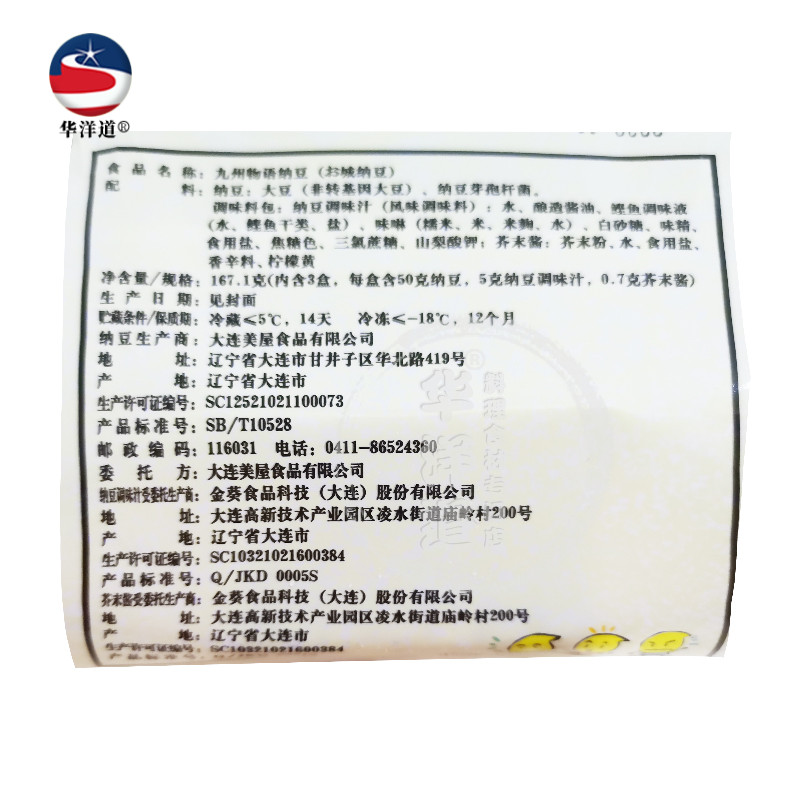 华洋道®
食品名称：九州物语纳豆（お城纳豆）
配料：纳豆：大豆（非转基因大豆）、纳豆芽孢杆菌。
调味料包：纳豆调味汁（风味调味料）：水、酿造酱油、鲣鱼调味液
（水、鲣鱼干类、盐）、味啉（糯米、米、米麹、水）、白砂糖、味精、
食用盐、焦糖色、三氯蔗糖、山梨酸钾；芥末酱：芥末粉、水、食用盐、
香辛料、柠檬黄
净含量/规格：167.1克(内含3盒，每盒含50克纳豆，5克纳豆调味汁，0.7克芥末酱)
生产日期：见封面
贮藏条件/保质期：冷藏≤5℃，14天 冷冻≤-18℃，12个月
纳豆生产商：大连美屋食品有限公司
地址：辽宁省大连市甘井子区华北路419号
产地：辽宁省大连市
生产许可证编号：SC12521021100073
产品标准号：SB/T10528
邮政编码：116031 电话：0411-86524360
委托方：大连美屋食品有限公司
纳豆调味汁受委托生产商：金葵食品科技（大连）股份有限公司
地址：大连高新技术产业园区凌水街道庙岭村200号
产地：辽宁省大连市
生产许可证编号：SC10321021600384
产品标准号：Q/JKD 0005S
芥末酱受委托生产商：金葵食品科技（大连）股份有限公司
地址：大连高新技术产业园区凌水街道庙岭村200号
产地：辽宁省大连市
生产许可证编号：SC10321021600384
产品标准号：